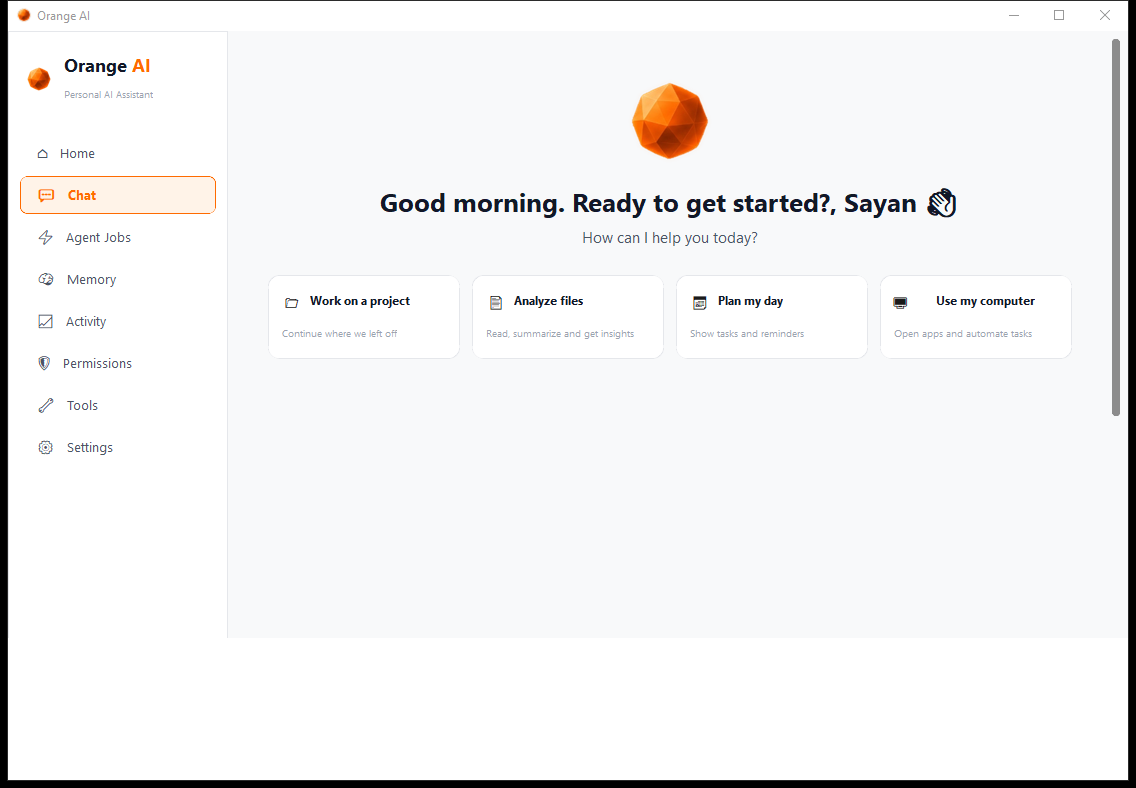 Orange AI
Orange AI
Personal AI Assistant
Home
Chat
Agent Jobs
Memory
Activity
Permissions
Tools
Settings
Good morning. Ready to get started?, Sayan 👋
How can I help you today?
Work on a project
Continue where we left off
Analyze files
Read, summarize and get insights
Plan my day
Show tasks and reminders
Use my computer
Open apps and automate tasks